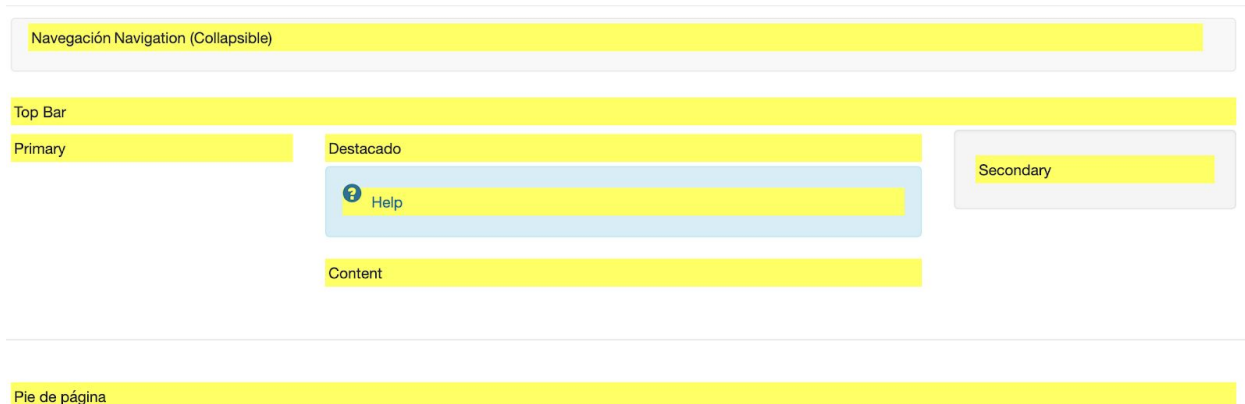 Navegación Navigation (Collapsible)
Top Bar
Primary
Destacado
Help
Content
Secondary
Pie de página